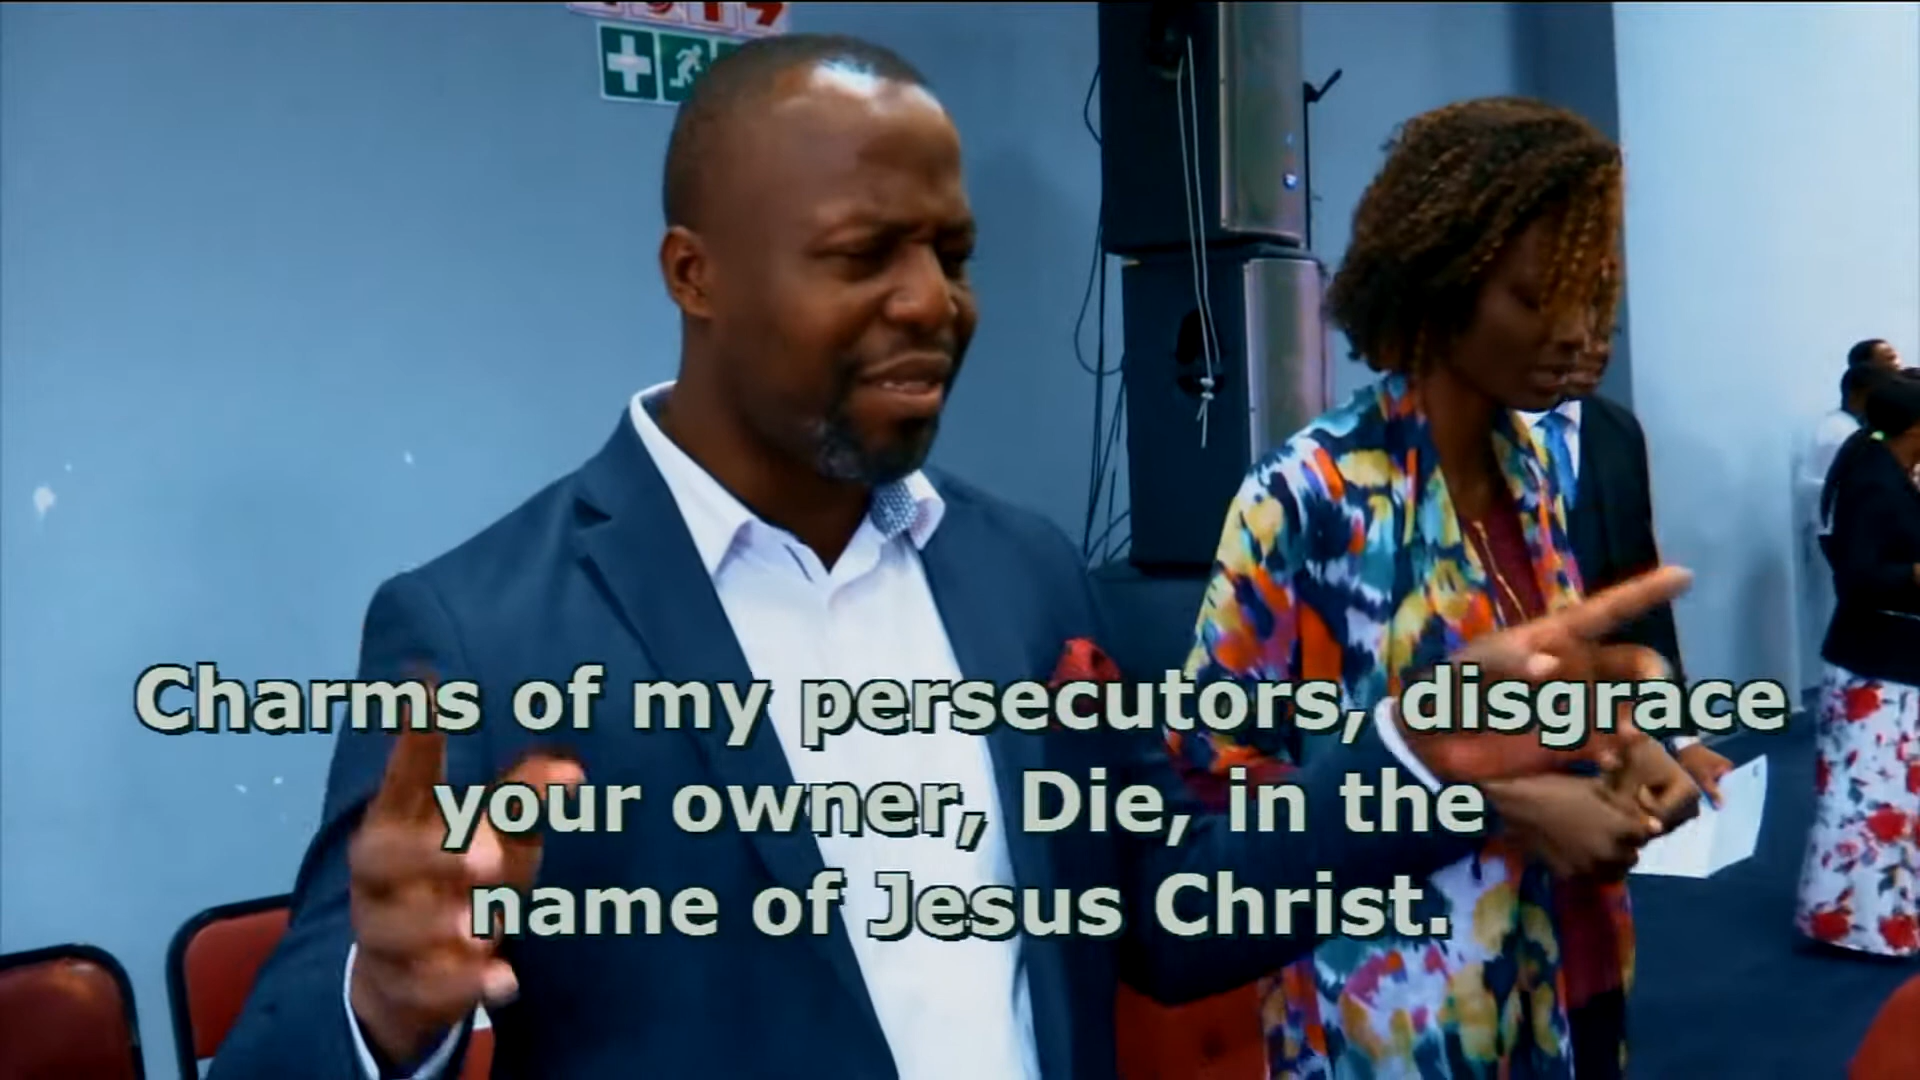 Charms of my persecutors, disgrace
your owner, Die, in the
name of Jesus Christ.